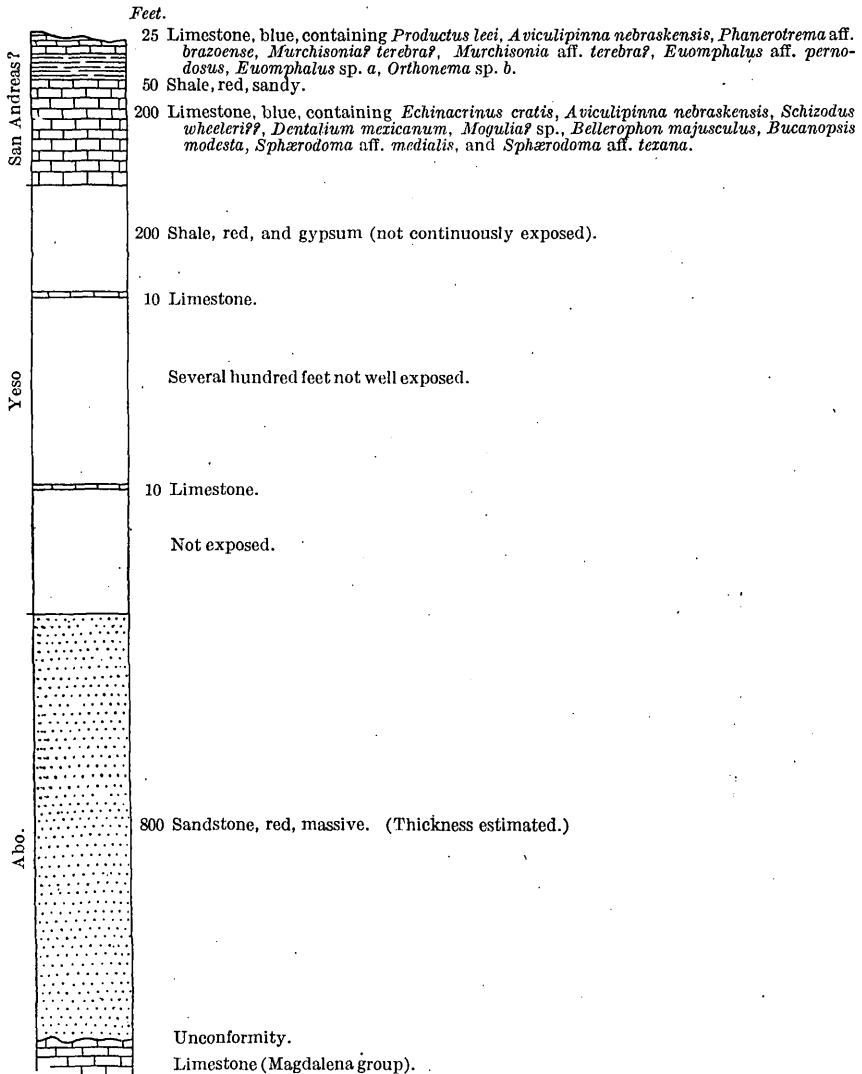 Feet.
25 Limestone, blue, containing Productus leei, Aviculipinna nebraskensis, Phanerotrema aff.
brazoense, Murchisonia? terebra?, Murchisonia aff. terebra?, Euomphalus aff. perno-
dosus, Euomphalus sp. a, Orthonema sp. b.
50 Shale, red, sandy.
200 Limestone, blue, containing Echinacrinus cratis, Aviculipinna nebraskensis, Schizodus
wheeleri??, Dentalium mexicanum, Mogulia? sp., Bellerophon majusculus, Bucanopsis
modesta, Sphærodoma aff. medialis, and Sphærodoma aff. texana.
San Andreas?
200 Shale, red, and gypsum (not continuously exposed).
10 Limestone.
Several hundred feet not well exposed.
Yeso
10 Limestone.
Not exposed.
800 Sandstone, red, massive. (Thickness estimated.)
Abo.
Unconformity.
Limestone (Magdalena group).